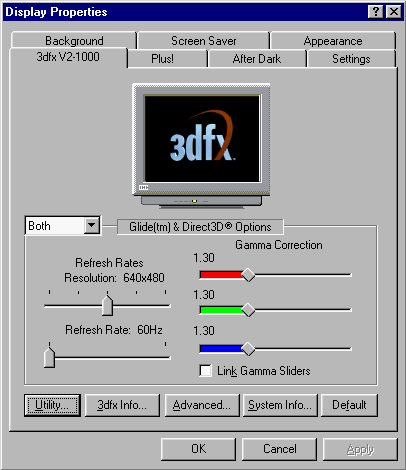 Display Properties
Background Screen Saver Appearance
3dfx V2-1000 Plus! After Dark Settings
3dfx
Both Glide(tm) & Direct3D® Options
Gamma Correction
Refresh Rates
Resolution: 640x480
1.30
1.30
Refresh Rate: 60Hz
1.30
Link Gamma Sliders
Utility... 3dfx Info... Advanced... System Info... Default
OK Cancel Apply